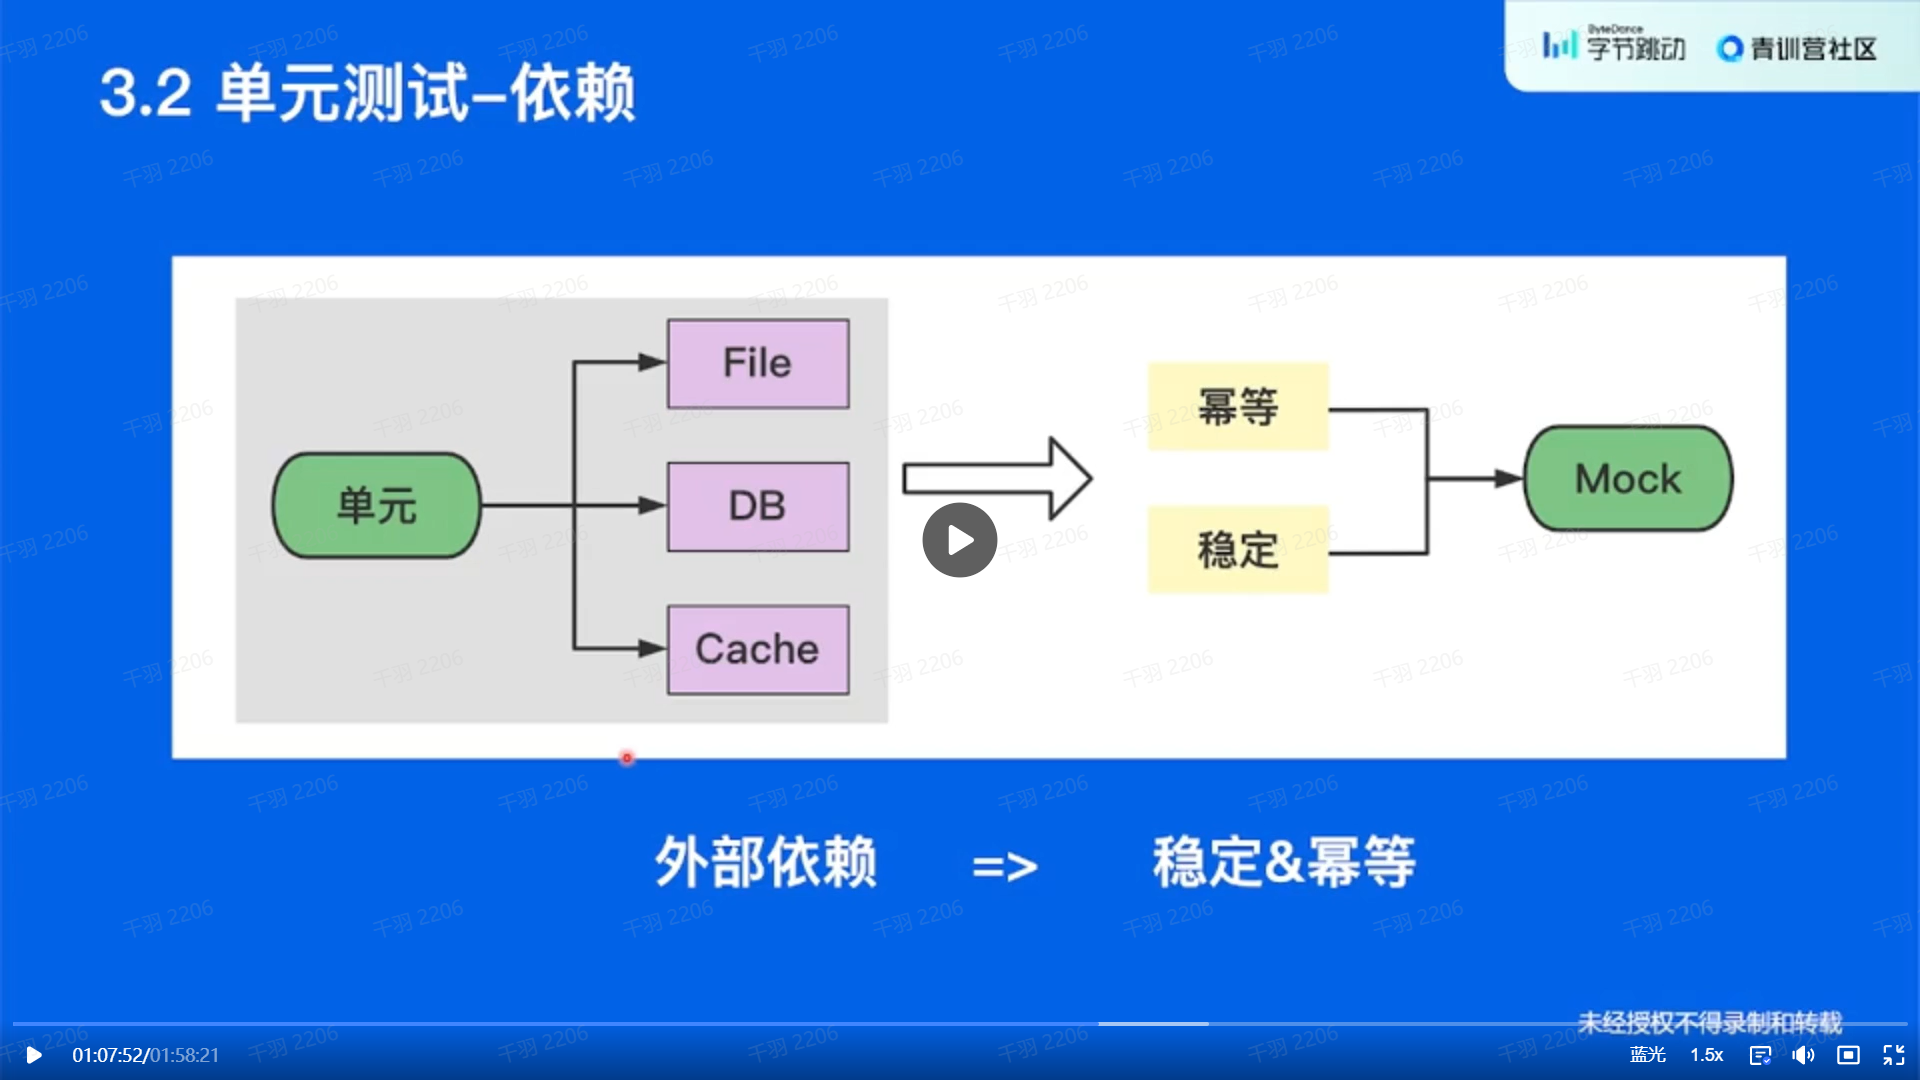 ByteDance
字节跳动
青训营社区
3.2 单元测试-依赖
File
单元
DB
Cache
幂等
稳定
Mock
外部依赖 => 稳定&幂等
未经授权不得录制和转载
01:07:52/01:58:21
蓝光
1.5x
千羽 2206